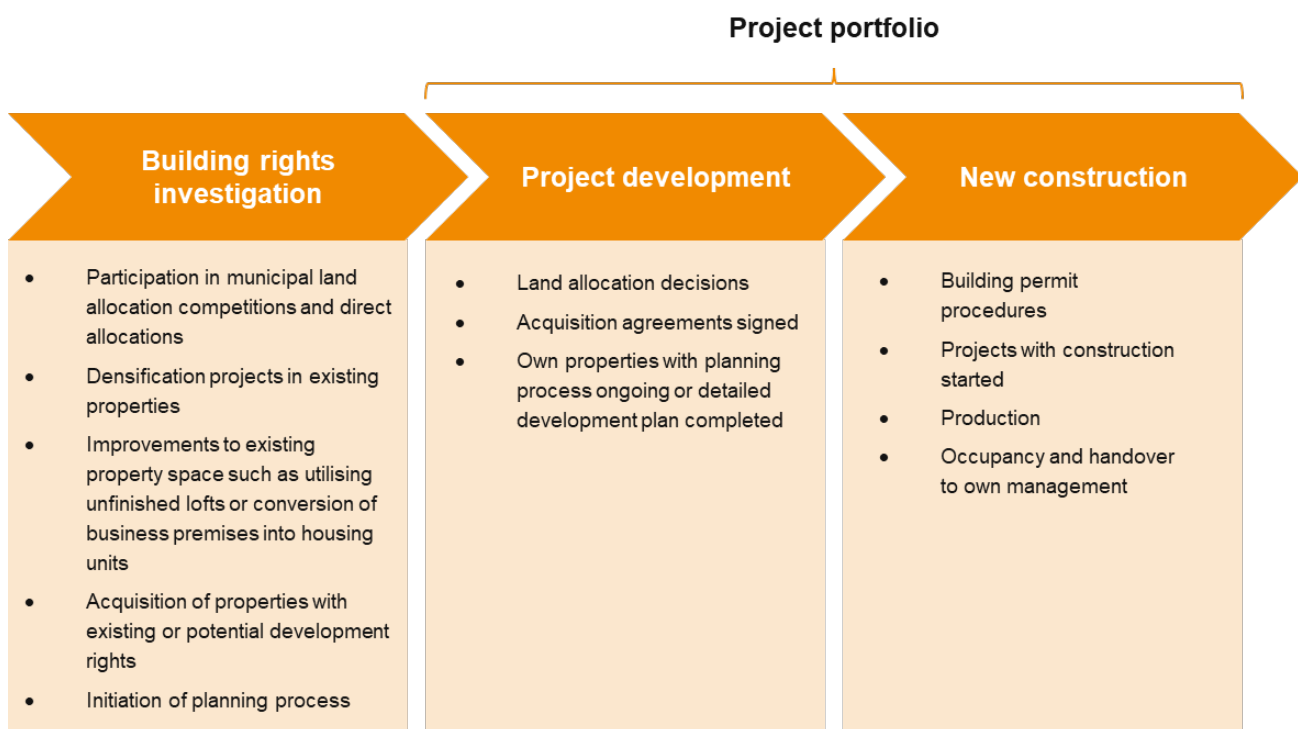 Project portfolio
Building rights
investigation
Project development
New construction
• Participation in municipal land
allocation competitions and direct
allocations
• Densification projects in existing
properties
• Improvements to existing
property space such as utilising
unfinished lofts or conversion of
business premises into housing
units
• Acquisition of properties with
existing or potential development
rights
• Initiation of planning process
• Land allocation decisions
• Acquisition agreements signed
• Own properties with planning
process ongoing or detailed
development plan completed
• Building permit
procedures
• Projects with construction
started
• Production
• Occupancy and handover
to own management